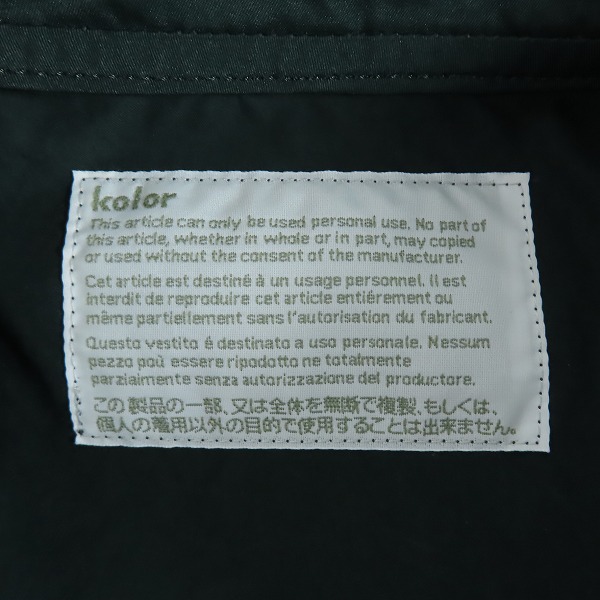 kolor
This article can only be used personal use. No part of
this article, whether in whole or in part, may copied
or used without the consent of the manufacturer.
Cet article est destiné à un usage personnel. Il est
interdit de reproduire cet article entiérement ou
même partiellement sans l'autorisation du fabricant.
Questo vestito é destinato a uso personale. Nessum
pezzo poù essere ripodotto ne totalmente
parzialmente senza autorizzazione del productore.
この製品の一部、又は全体を無断で複製、もしくは、
個人の着用以外の目的で使用することは出来ません。